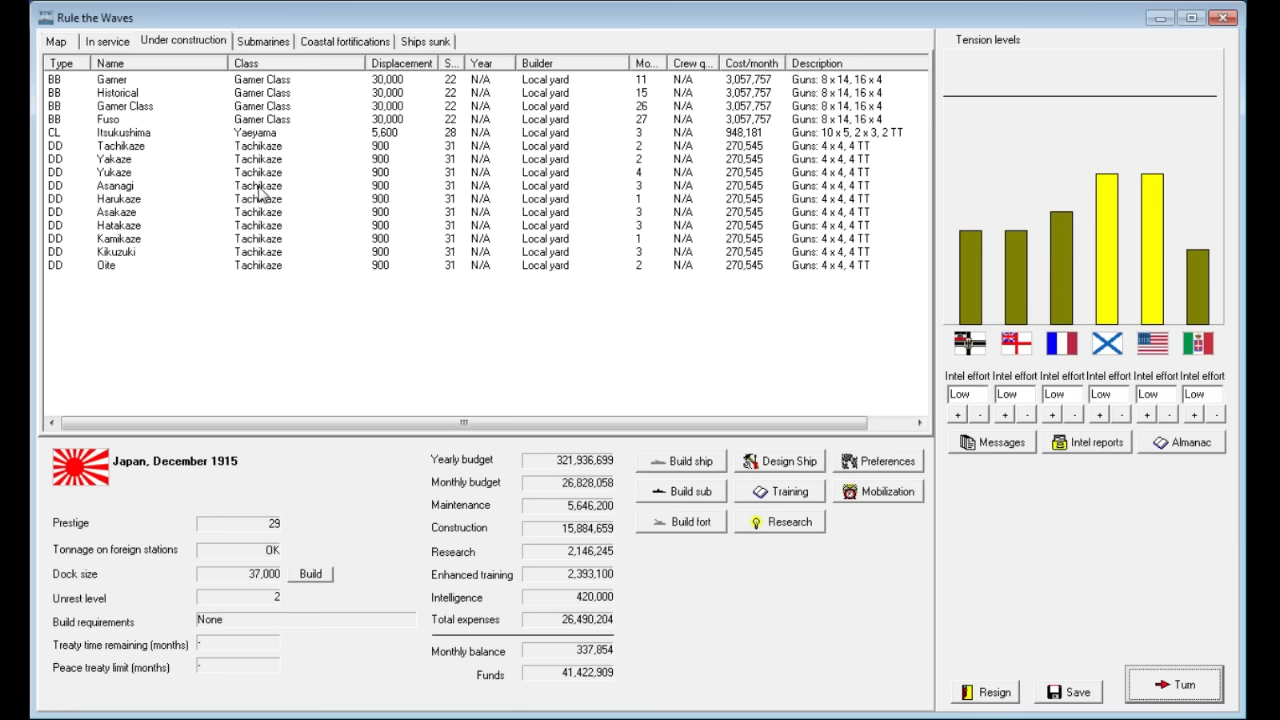 Rule the Waves
Map In service Under construction Submarines Coastal fortifications Ships sunk
Type Name Class Displacement S... Year Builder Mo... Crew q... Cost/month Description
BB Gamer Gamer Class 30,000 22 N/A Local yard 11 N/A 3,057,757 Guns: 8 x 14, 16 x 4
BB Historical Gamer Class 30,000 22 N/A Local yard 15 N/A 3,057,757 Guns: 8 x 14, 16 x 4
BB Gamer Class Gamer Class 30,000 22 N/A Local yard 26 N/A 3,057,757 Guns: 8 x 14, 16 x 4
BB Fuso Gamer Class 30,000 22 N/A Local yard 27 N/A 3,057,757 Guns: 8 x 14, 16 x 4
CL Itsukushima Yaeyama 5,600 28 N/A Local yard 3 N/A 948,181 Guns: 10 x 5, 2 x 3, 2 TT
DD Tachikaze Tachikaze 900 31 N/A Local yard 2 N/A 270,545 Guns: 4 x 4, 4 TT
DD Yakaze Tachikaze 900 31 N/A Local yard 2 N/A 270,545 Guns: 4 x 4, 4 TT
DD Yukaze Tachikaze 900 31 N/A Local yard 4 N/A 270,545 Guns: 4 x 4, 4 TT
DD Asanagi Tachikaze 900 31 N/A Local yard 3 N/A 270,545 Guns: 4 x 4, 4 TT
DD Harukaze Tachikaze 900 31 N/A Local yard 1 N/A 270,545 Guns: 4 x 4, 4 TT
DD Asakaze Tachikaze 900 31 N/A Local yard 3 N/A 270,545 Guns: 4 x 4, 4 TT
DD Hatakaze Tachikaze 900 31 N/A Local yard 3 N/A 270,545 Guns: 4 x 4, 4 TT
DD Kamikaze Tachikaze 900 31 N/A Local yard 1 N/A 270,545 Guns: 4 x 4, 4 TT
DD Kikuzuki Tachikaze 900 31 N/A Local yard 3 N/A 270,545 Guns: 4 x 4, 4 TT
DD Oite Tachikaze 900 31 N/A Local yard 2 N/A 270,545 Guns: 4 x 4, 4 TT
Japan, December 1915
Prestige 29
Tonnage on foreign stations OK
Dock size 37,000 Build
Unrest level 2
Build requirements None
Treaty time remaining (months) -
Peace treaty limit (months) -
Yearly budget 321,936,699
Monthly budget 26,828,058
Maintenance 5,646,200
Construction 15,884,659
Research 2,146,245
Enhanced training 2,393,100
Intelligence 420,000
Total expenses 26,490,204
Monthly balance 337,854
Funds 41,422,909
Build ship Design Ship Preferences
Build sub Training Mobilization
Build fort Research
Tension levels
Intel effort Intel effort Intel effort Intel effort Intel effort Intel effort
Low Low Low Low Low Low
+ - + - + - + - + - + -
Messages Intel reports Almanac
Resign Save Turn